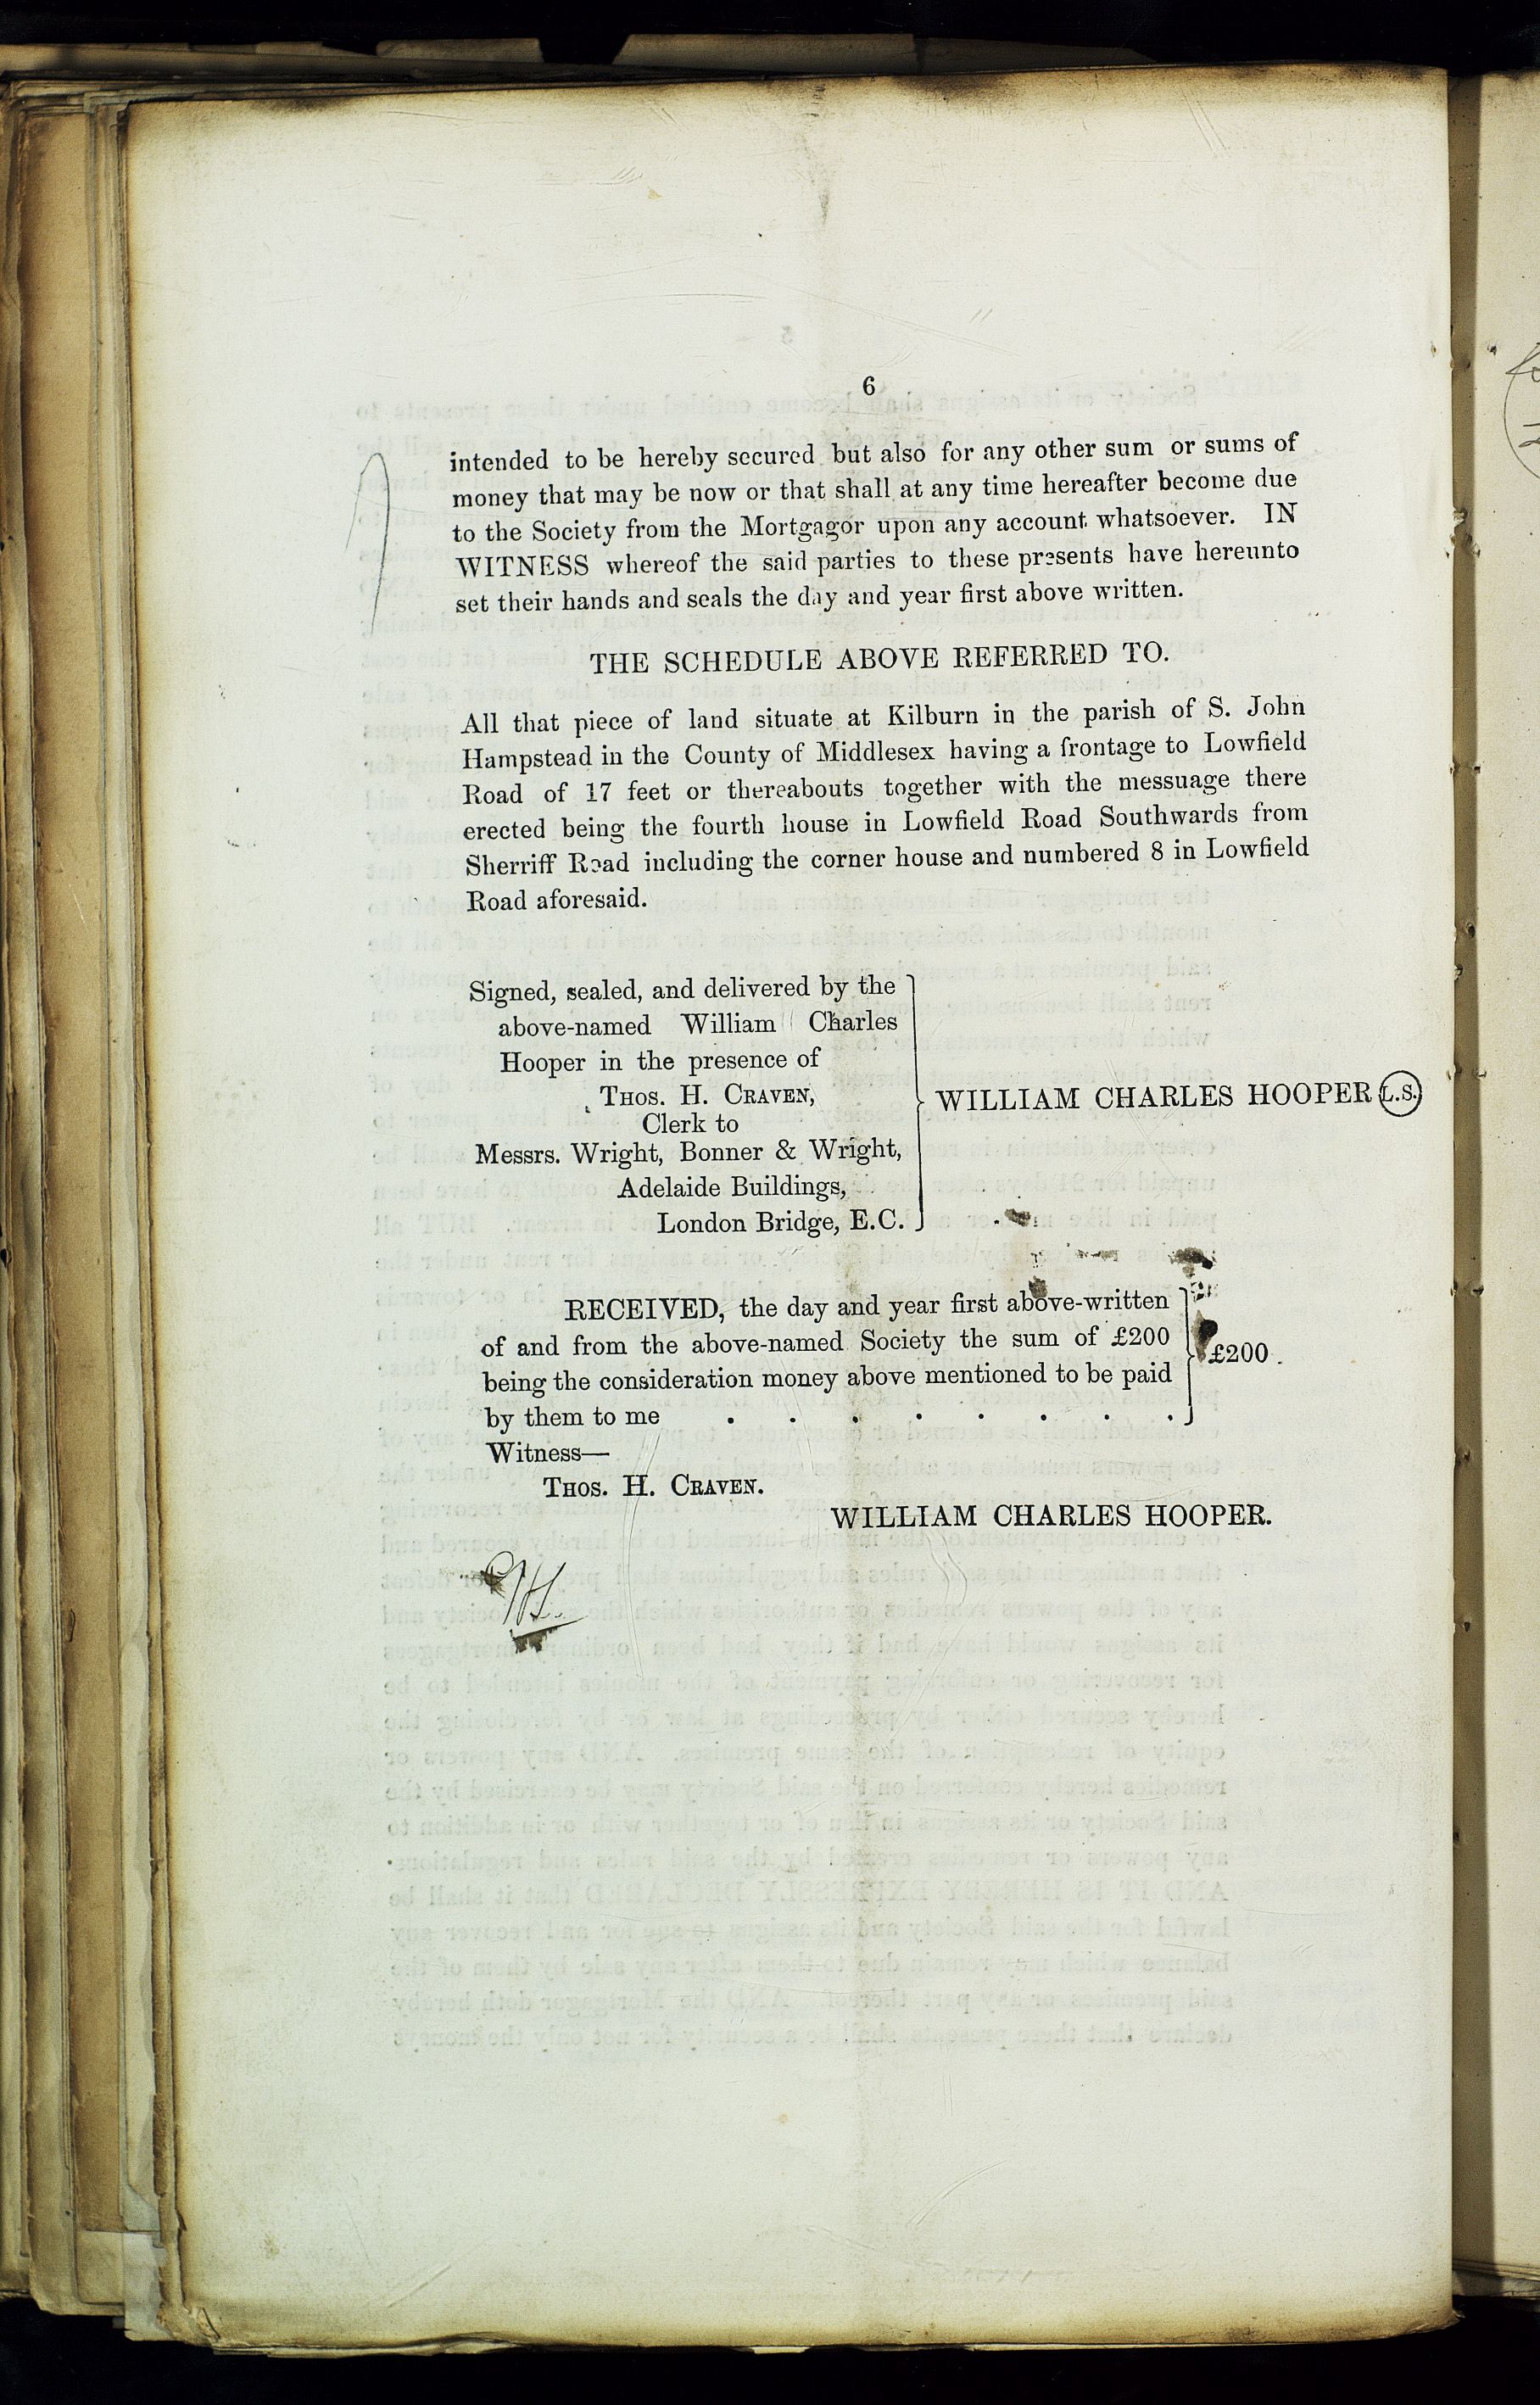 6
intended to be hereby secured but also for any other sum or sums of
money that may be now or that shall at any time hereafter become due
to the Society from the Mortgagor upon any account whatsoever. IN
WITNESS whereof the said parties to these presents have hereunto
set their hands and seals the day and year first above written.
THE SCHEDULE ABOVE REFERRED TO.
All that piece of land situate at Kilburn in the parish of S. John
Hampstead in the County of Middlesex having a frontage to Lowfield
Road of 17 feet or thereabouts together with the messuage there
erected being the fourth house in Lowfield Road Southwards from
Sherriff Road including the corner house and numbered 8 in Lowfield
Road aforesaid.
Signed, sealed, and delivered by the
above-named William Charles
Hooper in the presence of
THOS. H. CRAVEN,
Clerk to
Messrs. Wright, Bonner & Wright,
Adelaide Buildings,
London Bridge, E.C.
WILLIAM CHARLES HOOPER L.S.
RECEIVED, the day and year first above-written
of and from the above-named Society the sum of £200
being the consideration money above mentioned to be paid
by them to me . . . . . . . .
£200.
Witness—
THOS. H. CRAVEN.
WILLIAM CHARLES HOOPER.